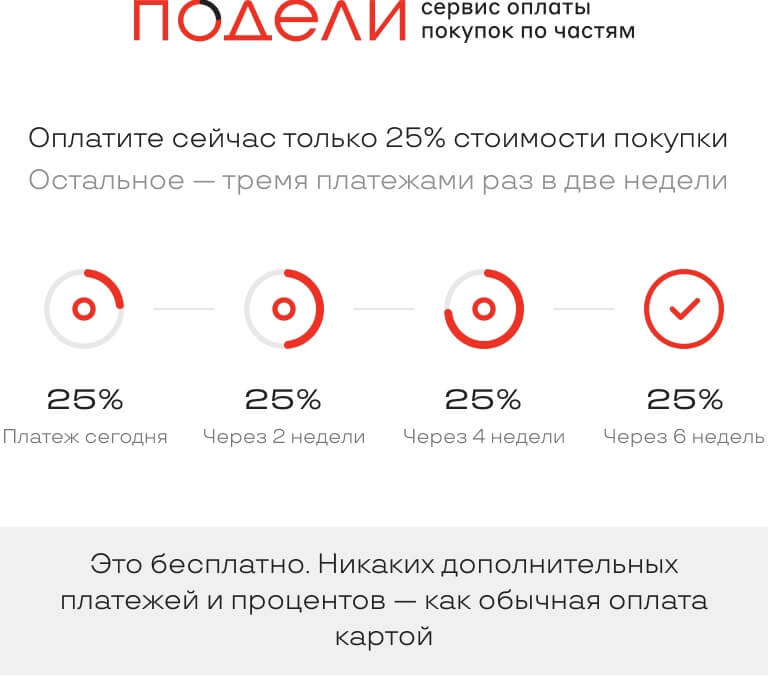 подели
сервис оплаты
покупок по частям
Оплатите сейчас только 25% стоимости покупки
Остальное — тремя платежами раз в две недели
25%
Платеж сегодня
25%
Через 2 недели
25%
Через 4 недели
25%
Через 6 недель
Это бесплатно. Никаких дополнительных
платежей и процентов — как обычная оплата
картой